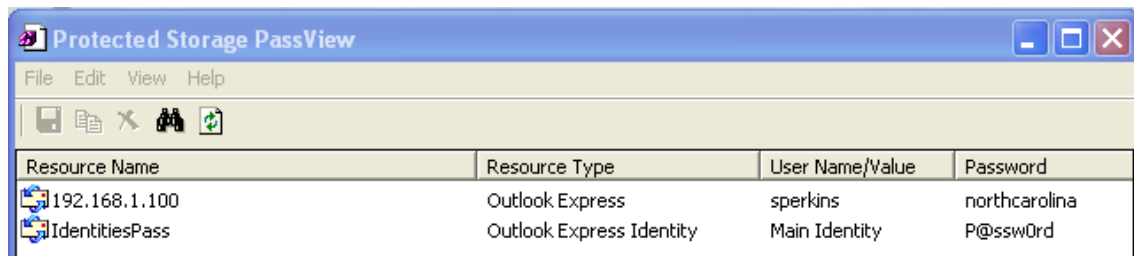 Protected Storage PassView
File Edit View Help
Resource Name Resource Type User Name/Value Password
192.168.1.100 Outlook Express sperkins northcarolina
IdentitiesPass Outlook Express Identity Main Identity P@ssw0rd